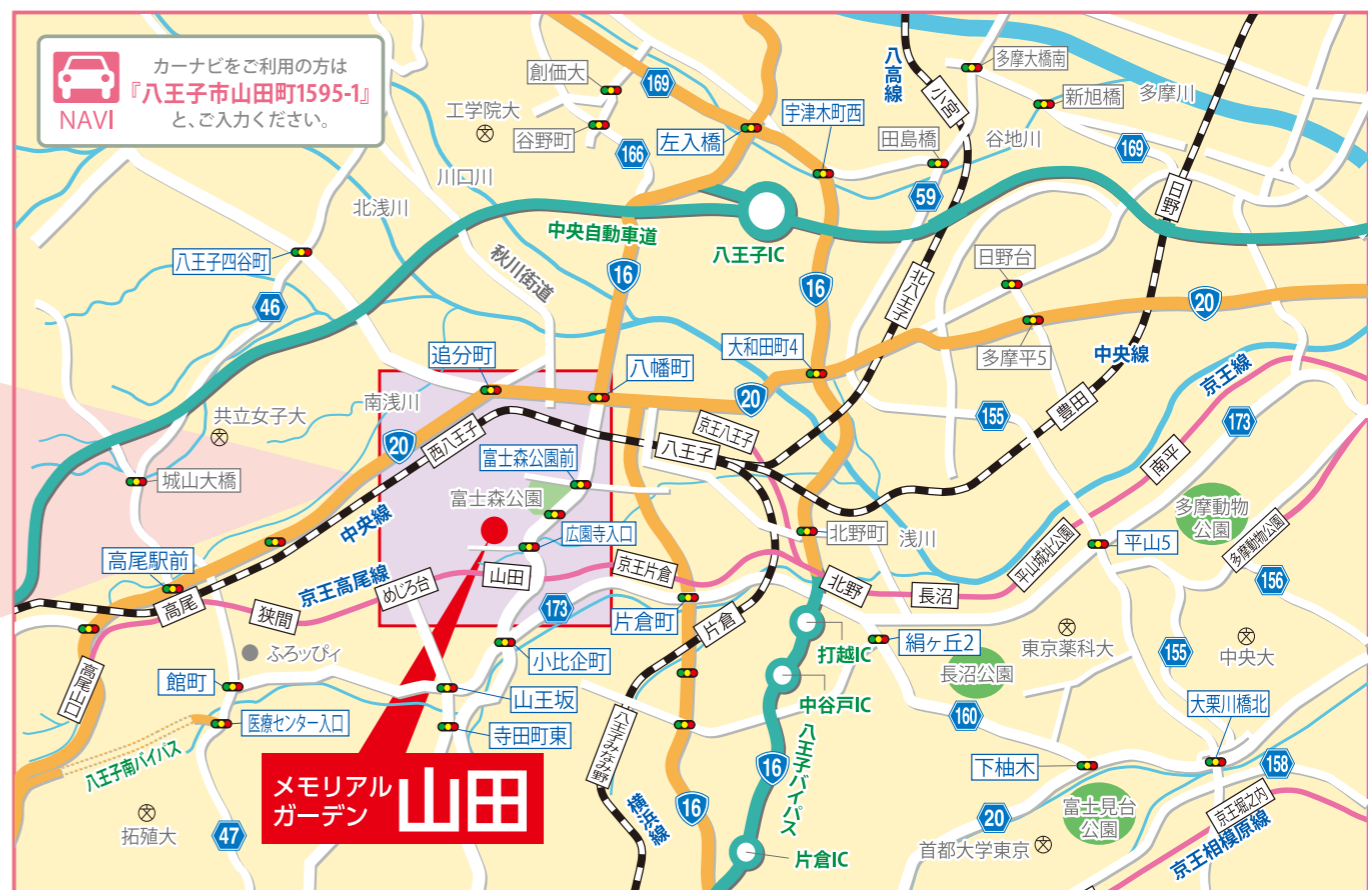 カーナビをご利用の方は
『八王子市山田町1595-1』
と、ご入力ください。
NAVI
創価大
169
工学院大
谷野町
166
左入橋
宇津木町西
八高線
小宮
多摩大橋南
新旭橋
多摩川
田島橋
谷地川
169
59
日野
川口川
北浅川
中央自動車道
八王子IC
八王子四谷町
秋川街道
16
16
北八王子
日野台
20
46
追分町
八幡町
大和田町4
多摩平5
中央線
京王線
南浅川
共立女子大
20
20
155
豊田
173
西八王子
京王八王子
八王子
南平
富士森公園前
城山大橋
富士森公園
多摩動物
公園
中央線
広園寺入口
北野町
浅川
平山城址公園
平山5
多摩動物公園
高尾駅前
京王高尾線
めじろ台
山田
京王片倉
北野
長沼
156
高尾
狭間
173
片倉町
片倉
打越IC
絹ヶ丘2
東京薬科大
155
中央大
ふろッぴィ
小比企町
長沼公園
高尾山口
館町
山王坂
中谷戸IC
160
大栗川橋北
医療センター入口
寺田町東
八王子みなみ野
八王子バイパス
八王子南バイパス
16
下柚木
158
メモリアル
ガーデン
山田
横浜線
16
富士見台
公園
京王堀之内
拓殖大
47
20
首都大学東京
京王相模原線
片倉IC